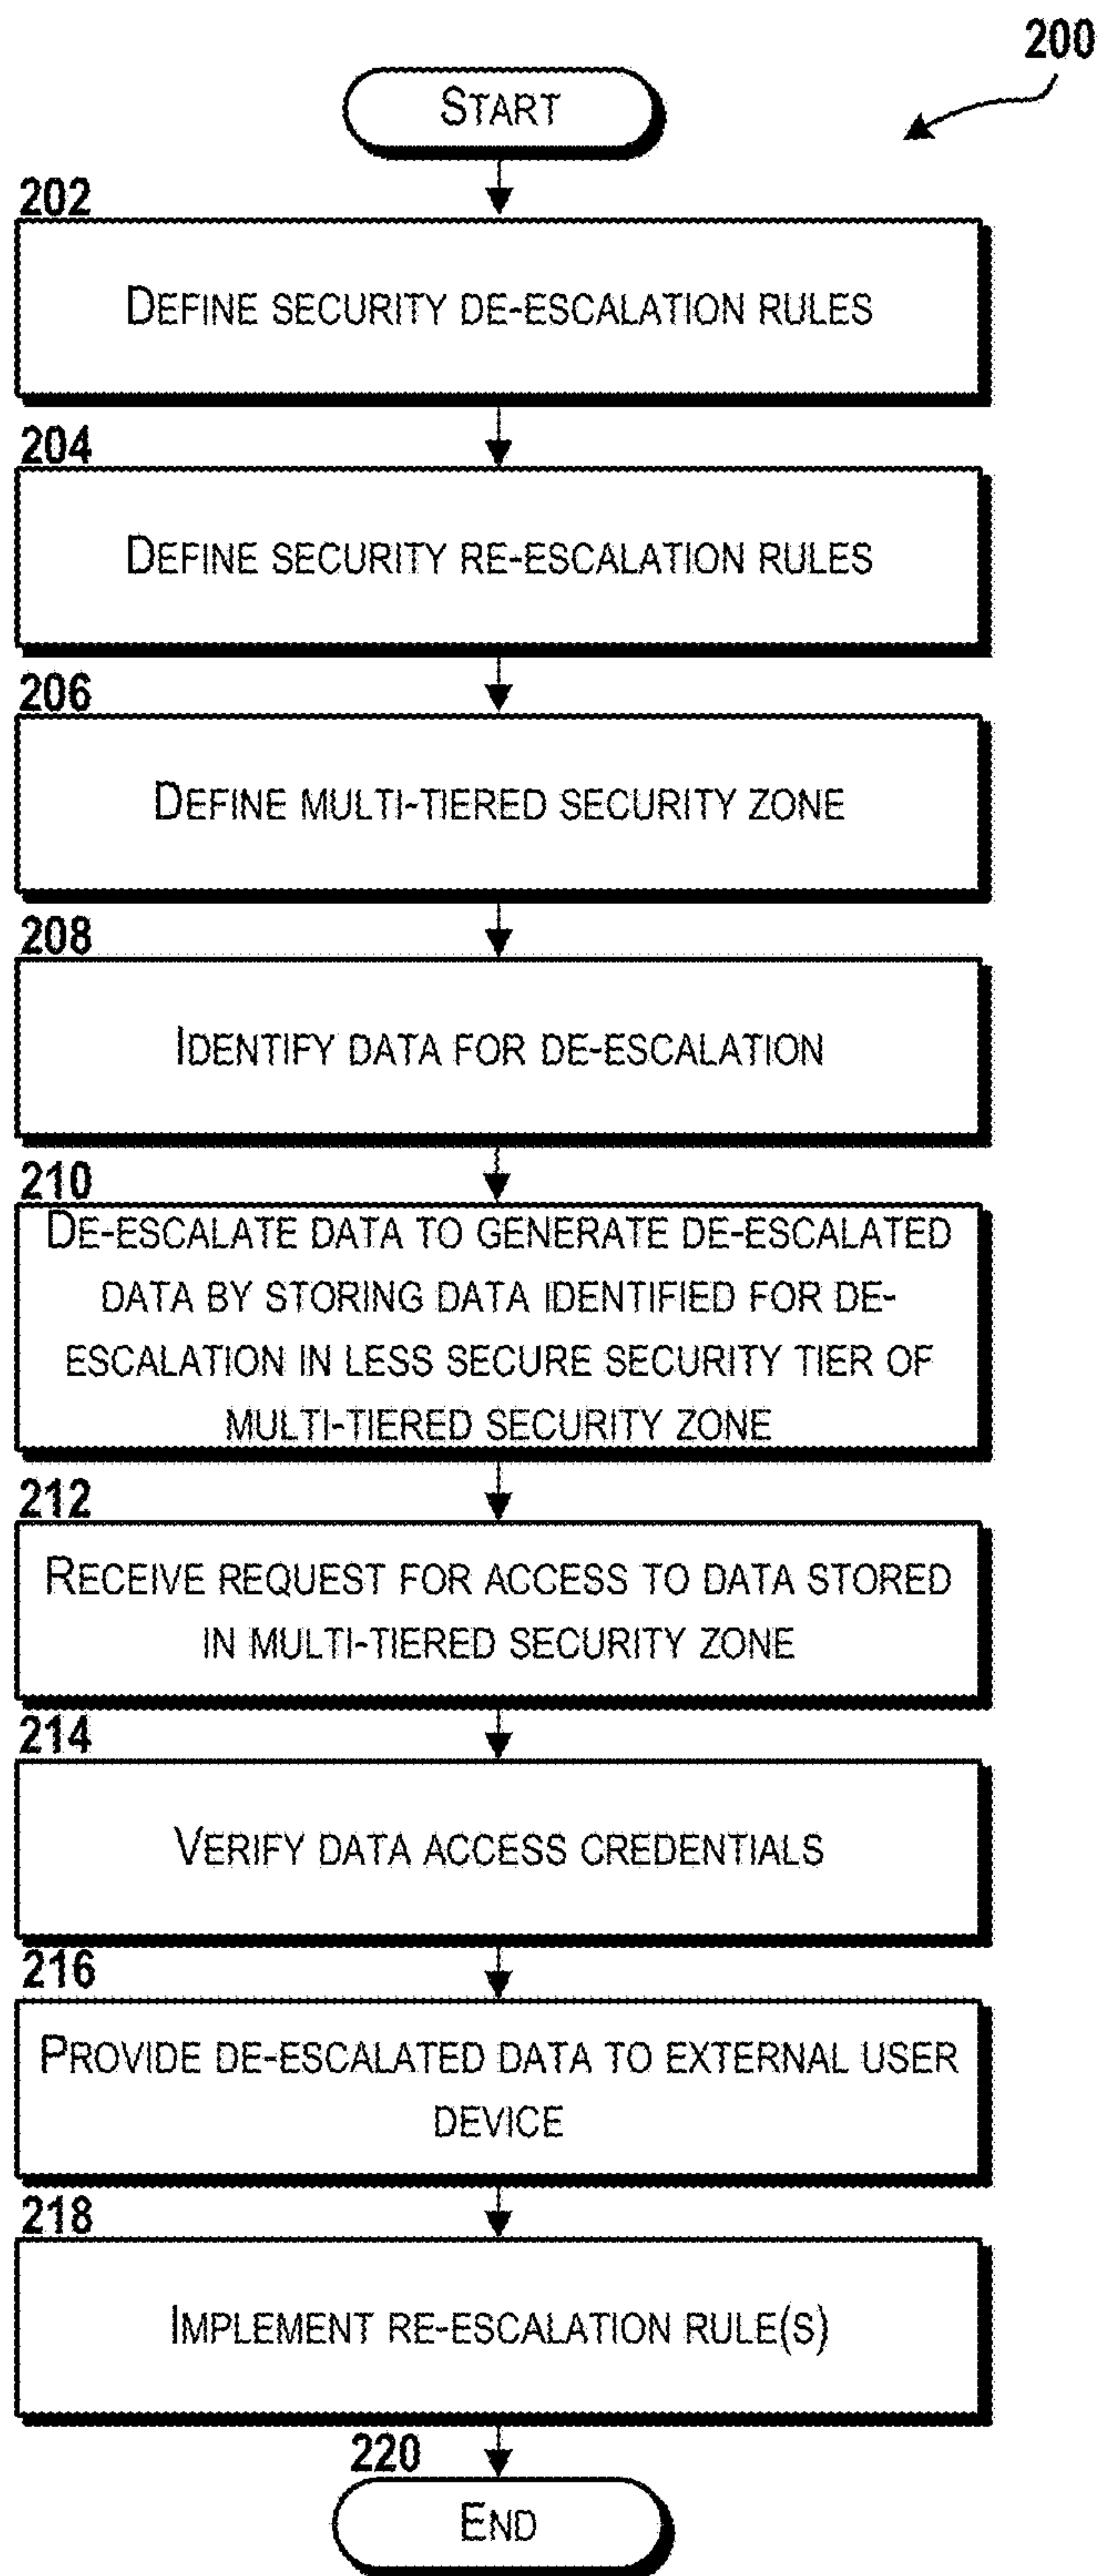 200
START
202
DEFINE SECURITY DE-ESCALATION RULES
204
DEFINE SECURITY RE-ESCALATION RULES
206
DEFINE MULTI-TIERED SECURITY ZONE
208
IDENTIFY DATA FOR DE-ESCALATION
210
DE-ESCALATE DATA TO GENERATE DE-ESCALATED
DATA BY STORING DATA IDENTIFIED FOR DE-
ESCALATION IN LESS SECURE SECURITY TIER OF
MULTI-TIERED SECURITY ZONE
212
RECEIVE REQUEST FOR ACCESS TO DATA STORED
IN MULTI-TIERED SECURITY ZONE
214
VERIFY DATA ACCESS CREDENTIALS
216
PROVIDE DE-ESCALATED DATA TO EXTERNAL USER
DEVICE
218
IMPLEMENT RE-ESCALATION RULE(S)
220
END